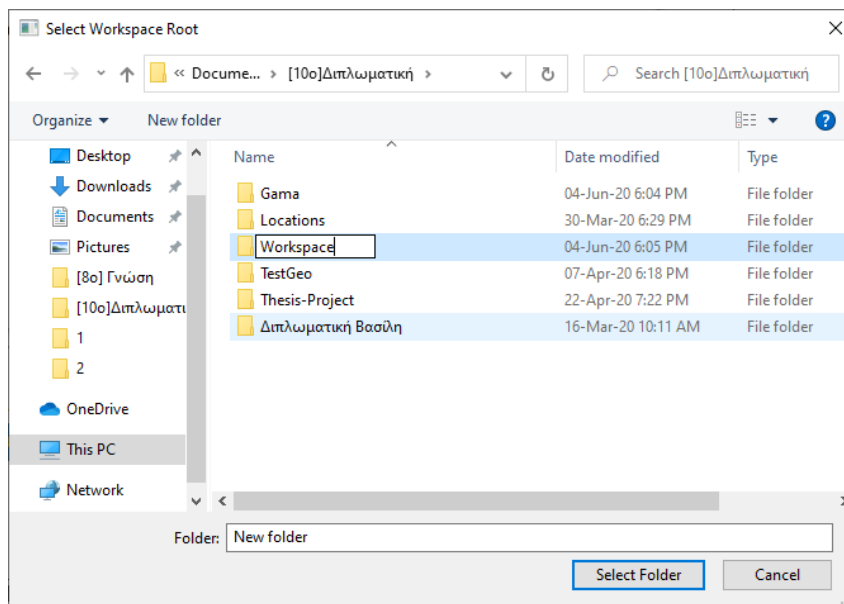 Select Workspace Root
« Docume... › [10ο]Διπλωματική ›
Search [10ο]Διπλωματική
Organize
New folder
Desktop
Downloads
Documents
Pictures
[8ο] Γνώση
[10ο]Διπλωματι
1
2
OneDrive
This PC
Network
Name Date modified Type
Gama 04-Jun-20 6:04 PM File folder
Locations 30-Mar-20 6:29 PM File folder
Workspace 04-Jun-20 6:05 PM File folder
TestGeo 07-Apr-20 6:18 PM File folder
Thesis-Project 22-Apr-20 7:22 PM File folder
Διπλωματική Βασίλη 16-Mar-20 10:11 AM File folder
Folder: New folder
Select Folder Cancel